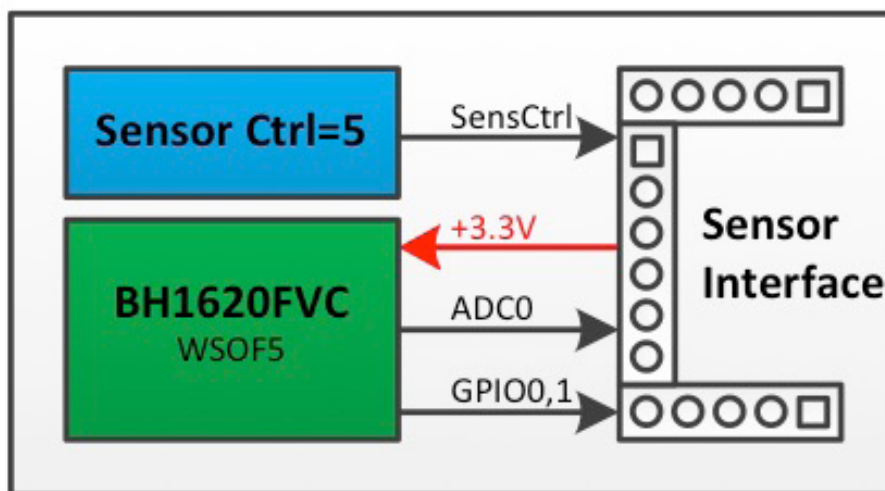 Sensor Ctrl=5
SensCtrl
+3.3V
BH1620FVC
WSOF5
ADC0
GPIO0,1
Sensor
Interface